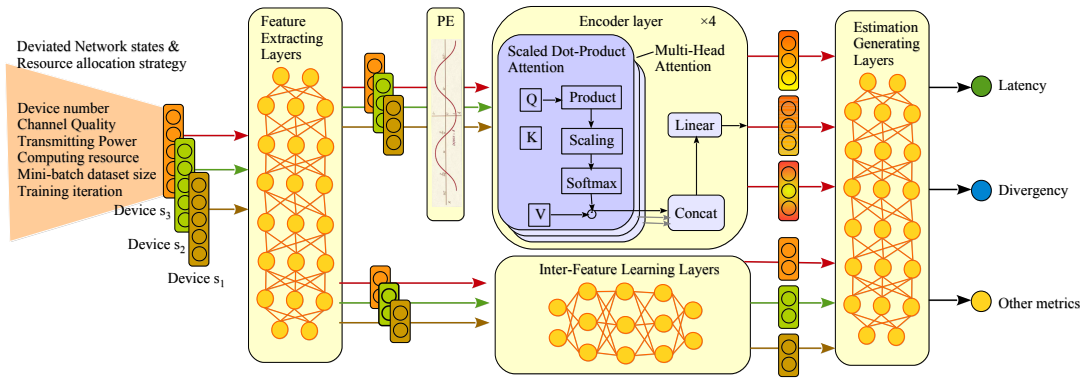 Deviated Network states &
Resource allocation strategy
Device number
Channel Quality
Transmitting Power
Computing resource
Mini-batch dataset size
Training iteration
Device s3
Device s2
Device s1
Feature
Extracting
Layers
PE
Encoder layer
×4
Scaled Dot-Product
Attention
Multi-Head
Attention
Q
Product
K
Scaling
Softmax
V
Linear
Concat
Inter-Feature Learning Layers
Estimation
Generating
Layers
Latency
Divergency
Other metrics